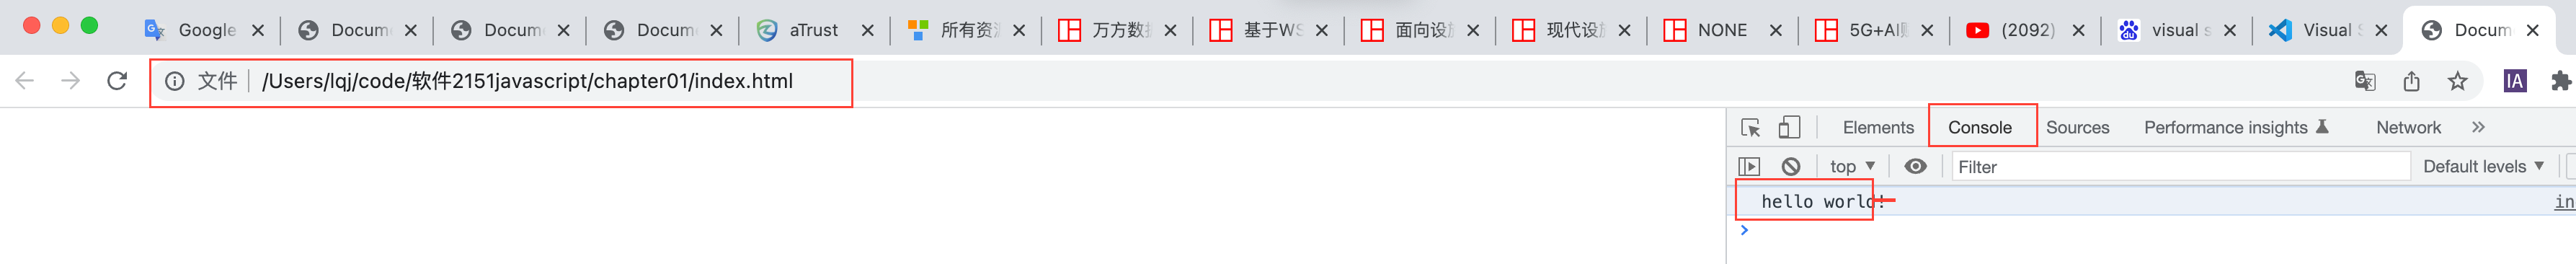 Google
Docum
Docum
Docum
aTrust
所有资
万方数据
基于WS
面向设
现代设
NONE
5G+AI
(2092)
visual s
Visual S
Docum
文件 /Users/lqj/code/软件2151javascript/chapter01/index.html
IA
Elements Console Sources Performance insights Network »
top Filter Default levels
hello world! in